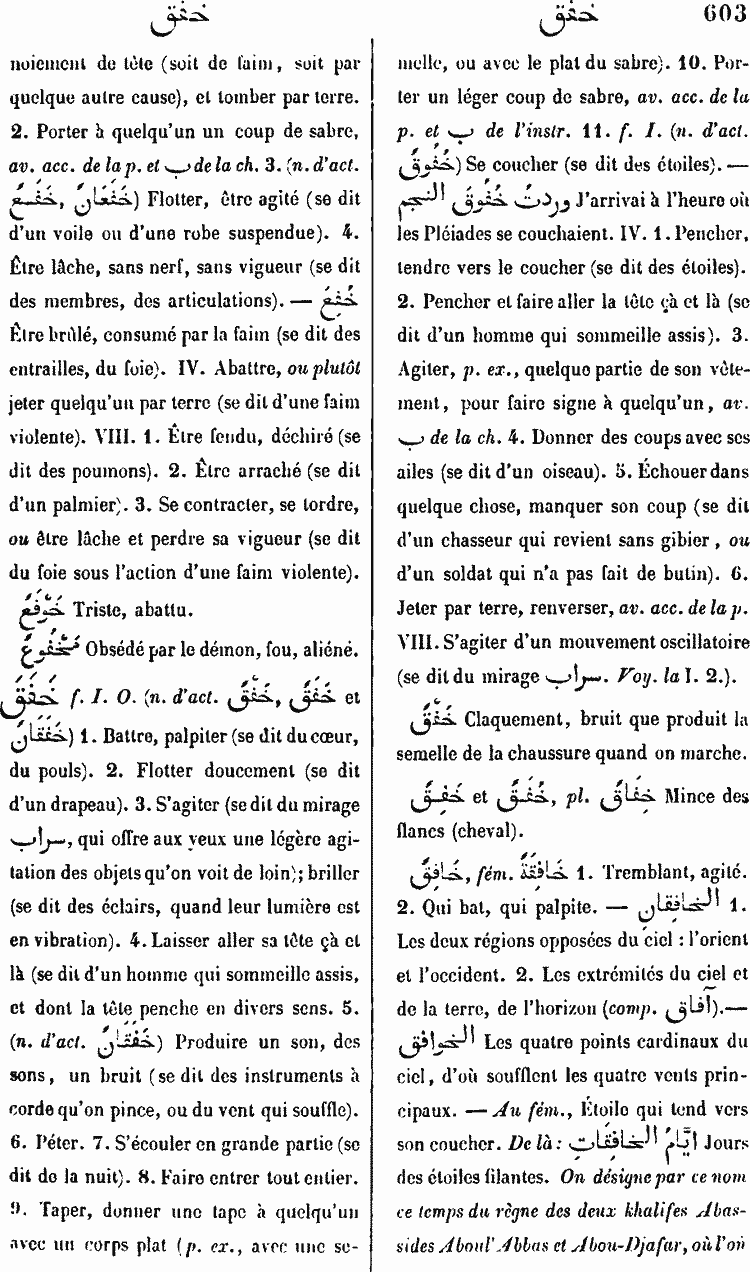 خفق
خفق
603
noiement de tête (soit de faim, soit par
quelque autre cause), et tomber par terre.
2. Porter à quelqu'un un coup de sabre,
av. acc. de la p. et ب de la ch. 3. (n. d'act.
خَفْعٌ, خَفَعَانٌ) Flotter, être agité (se dit
d'un voile ou d'une robe suspendue). 4.
Être lâche, sans nerf, sans vigueur (se dit
des membres, des articulations). — خُفِعَ
Être brûlé, consumé par la faim (se dit des
entrailles, du foie). IV. Abattre, ou plutôt
jeter quelqu'un par terre (se dit d'une faim
violente). VIII. 1. Être fendu, déchiré (se
dit des poumons). 2. Être arraché (se dit
d'un palmier). 3. Se contracter, se tordre,
ou être lâche et perdre sa vigueur (se dit
du foie sous l'action d'une faim violente).
خَوْفَعٌ Triste, abattu.
مَخْفُوعٌ Obsédé par le démon, fou, aliéné.
خَفَقَ f. I. O. (n. d'act. خَفْقٌ, خَفَقٌ et
خَفَقَانٌ) 1. Battre, palpiter (se dit du cœur,
du pouls). 2. Flotter doucement (se dit
d'un drapeau). 3. S'agiter (se dit du mirage
سراب, qui offre aux yeux une légère agi-
tation des objets qu'on voit de loin); briller
(se dit des éclairs, quand leur lumière est
en vibration). 4. Laisser aller sa tête çà et
là (se dit d'un homme qui sommeille assis,
et dont la tête penche en divers sens. 5.
(n. d'act. خَفَقَانٌ) Produire un son, des
sons, un bruit (se dit des instruments à
corde qu'on pince, ou du vent qui souffle).
6. Péter. 7. S'écouler en grande partie (se
dit de la nuit). 8. Faire entrer tout entier.
9. Taper, donner une tape à quelqu'un
avec un corps plat (p. ex., avec une se-
melle, ou avec le plat du sabre). 10. Por-
ter un léger coup de sabre, av. acc. de la
p. et ب de l'instr. 11. f. I. (n. d'act.
خُفُوقٌ) Se coucher (se dit des étoiles). —
وردتُ خُفُوقَ النجم J'arrivai à l'heure où
les Pléiades se couchaient. IV. 1. Pencher,
tendre vers le coucher (se dit des étoiles).
2. Pencher et faire aller la tête çà et là (se
dit d'un homme qui sommeille assis). 3.
Agiter, p. ex., quelque partie de son vête-
ment, pour faire signe à quelqu'un, av.
ب de la ch. 4. Donner des coups avec ses
ailes (se dit d'un oiseau). 5. Échouer dans
quelque chose, manquer son coup (se dit
d'un chasseur qui revient sans gibier, ou
d'un soldat qui n'a pas fait de butin). 6.
Jeter par terre, renverser, av. acc. de la p.
VIII. S'agiter d'un mouvement oscillatoire
(se dit du mirage سراب. Voy. la I. 2.).
خَفْقٌ Claquement, bruit que produit la
semelle de la chaussure quand on marche.
خَفِقٌ et خَفِيقٌ, pl. خِفَاقٌ Mince des
flancs (cheval).
خَافِقٌ, fém. خَافِقَةٌ 1. Tremblant, agité.
2. Qui bat, qui palpite. — الخافِقان 1.
Les deux régions opposées du ciel : l'orient
et l'occident. 2. Les extrémités du ciel et
de la terre, de l'horizon (comp. آفاق).—
الخوافق Les quatre points cardinaux du
ciel, d'où soufflent les quatre vents prin-
cipaux. — Au fém., Étoile qui tend vers
son coucher. De là : ايّامُ الخافِقات Jours
des étoiles filantes. On désigne par ce nom
ce temps du règne des deux khalifes Abas-
sides Aboul' Abbas et Abou-Djafar, où l'on